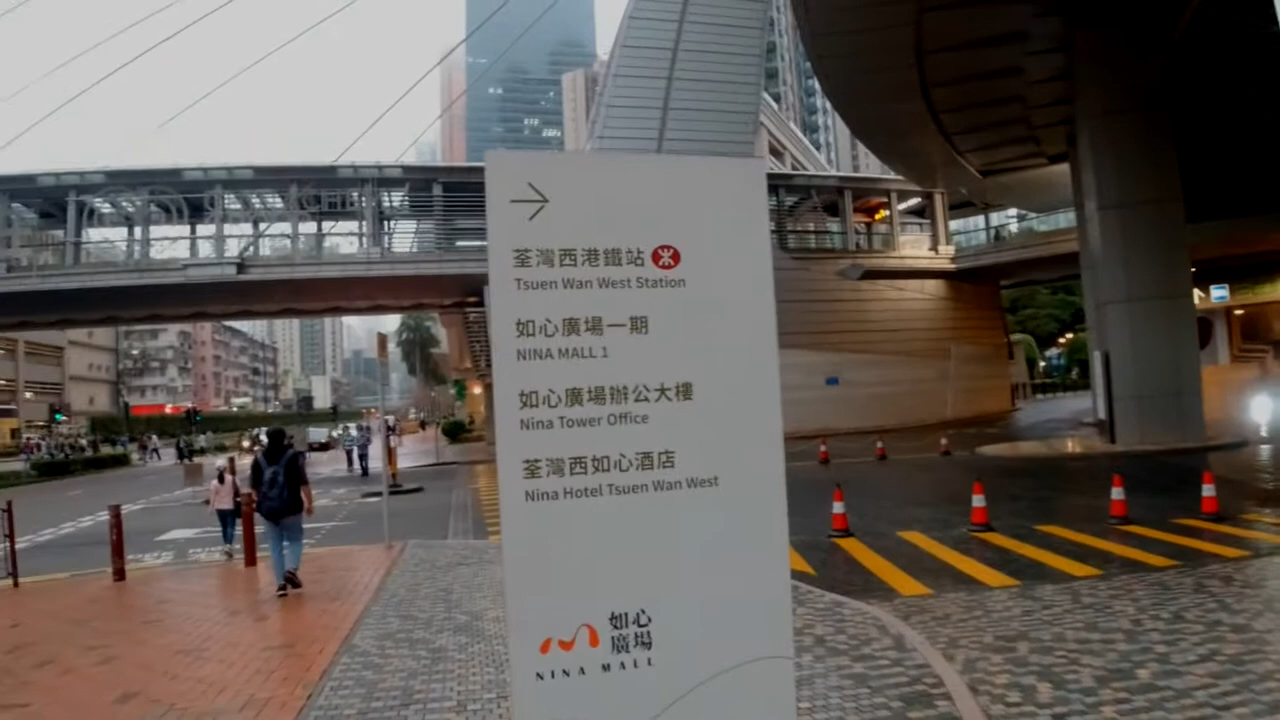 荃灣西港鐵站
Tsuen Wan West Station
如心廣場一期
NINA MALL 1
如心廣場辦公大樓
Nina Tower Office
荃灣西如心酒店
Nina Hotel Tsuen Wan West
如心
廣場
NINA MALL